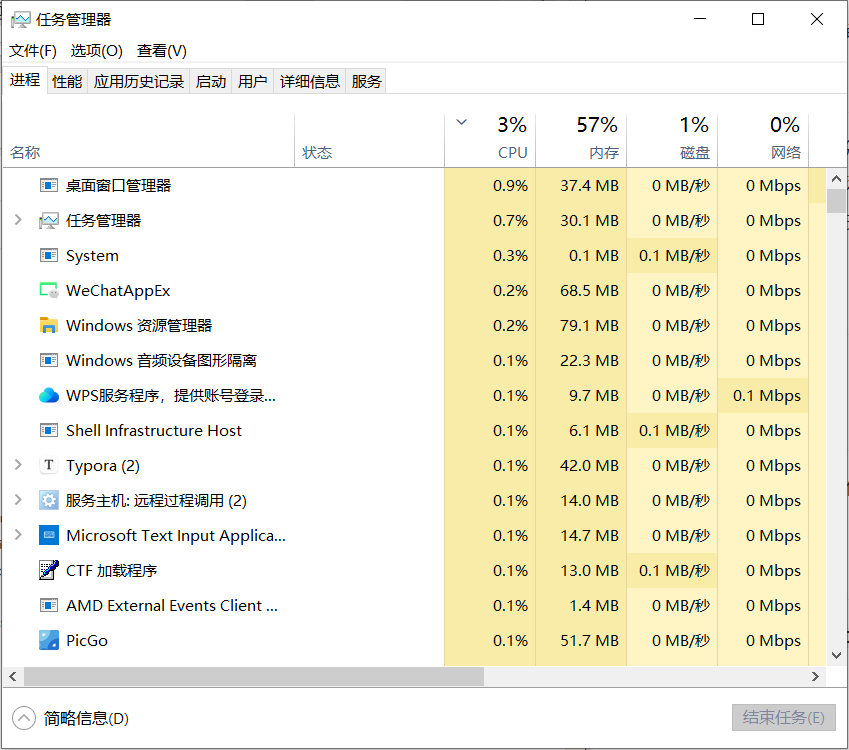 任务管理器
文件(F) 选项(O) 查看(V)
进程 性能 应用历史记录 启动 用户 详细信息 服务
3% 57% 1% 0%
名称 状态 CPU 内存 磁盘 网络
桌面窗口管理器 0.9% 37.4 MB 0 MB/秒 0 Mbps
任务管理器 0.7% 30.1 MB 0 MB/秒 0 Mbps
System 0.3% 0.1 MB 0.1 MB/秒 0 Mbps
WeChatAppEx 0.2% 68.5 MB 0 MB/秒 0 Mbps
Windows 资源管理器 0.2% 79.1 MB 0 MB/秒 0 Mbps
Windows 音频设备图形隔离 0.1% 22.3 MB 0 MB/秒 0 Mbps
WPS服务程序，提供账号登录... 0.1% 9.7 MB 0 MB/秒 0.1 Mbps
Shell Infrastructure Host 0.1% 6.1 MB 0.1 MB/秒 0 Mbps
T Typora (2) 0.1% 42.0 MB 0 MB/秒 0 Mbps
服务主机: 远程过程调用 (2) 0.1% 14.0 MB 0 MB/秒 0 Mbps
Microsoft Text Input Applica... 0.1% 14.7 MB 0 MB/秒 0 Mbps
CTF 加载程序 0.1% 13.0 MB 0.1 MB/秒 0 Mbps
AMD External Events Client ... 0.1% 1.4 MB 0 MB/秒 0 Mbps
PicGo 0.1% 51.7 MB 0 MB/秒 0 Mbps
简略信息(D) 结束任务(E)